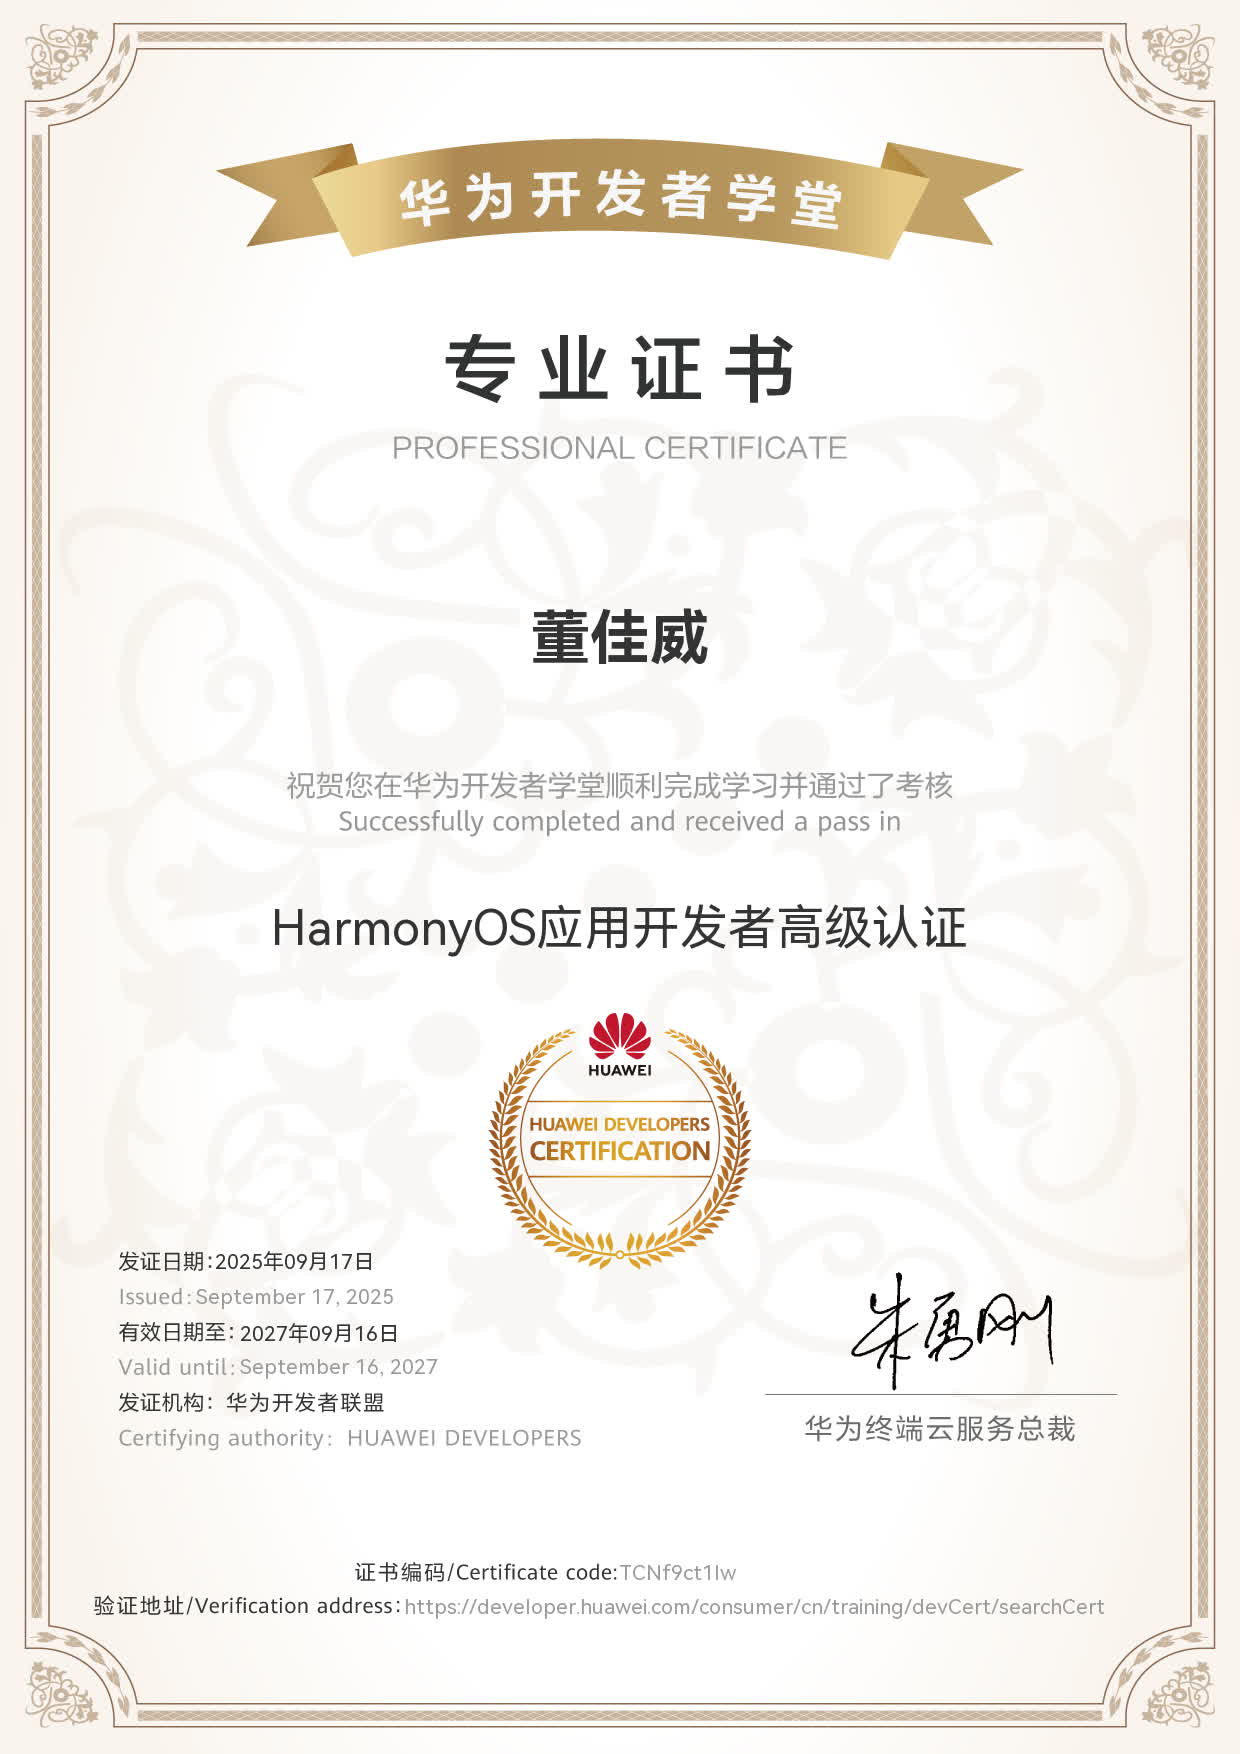 华为开发者学堂
专业证书
PROFESSIONAL CERTIFICATE
董佳威
祝贺您在华为开发者学堂顺利完成学习并通过了考核
Successfully completed and received a pass in
HarmonyOS应用开发者高级认证
HUAWEI
HUAWEI DEVELOPERS
CERTIFICATION
发证日期:2025年09月17日
Issued:September 17, 2025
有效日期至:2027年09月16日
Valid until:September 16, 2027
发证机构：华为开发者联盟
Certifying authority：HUAWEI DEVELOPERS
朱勇刚
华为终端云服务总裁
证书编码/Certificate code:TCNf9ct1Iw
验证地址/Verification address:https://developer.huawei.com/consumer/cn/training/devCert/searchCert